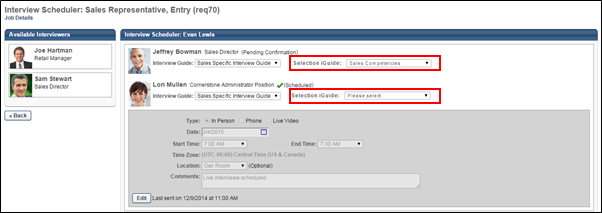 Interview Scheduler: Sales Representative, Entry (req70)
Job Details
Available Interviewers
Joe Hartman
Retail Manager
Sam Stewart
Sales Director
« Back
Interview Scheduler: Evan Lewis
Jeffrey Bowman Sales Director (Pending Confirmation)
Interview Guide: Sales Specific Interview Guide Selection iGuide: Sales Competencies
Lori Mullen Cornerstone Administrator Position (Scheduled)
Interview Guide: Sales Specific Interview Guide Selection iGuide: Please select
Type: In Person Phone Live Video
Date: 3/4/2015
Start Time: 7:00 AM End Time: 7:30 AM
Time Zone: (UTC-06:00) Central Time (US & Canada)
Location: Oak Room (Optional)
Comments: Live interviews scheduled
Edit Last sent on 12/9/2014 at 11:00 AM